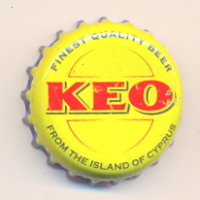 FINEST QUALITY BEER
KEO
FROM THE ISLAND OF CYPRUS